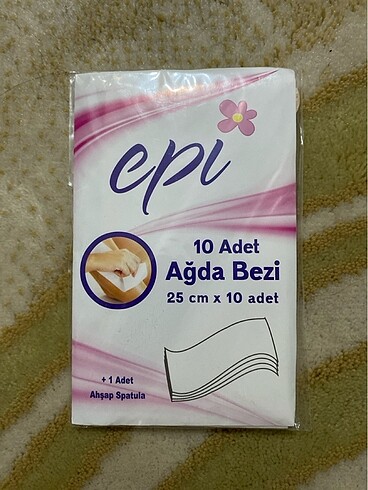 epi
10 Adet
Ağda Bezi
25 cm x 10 adet
+ 1 Adet
Ahşap Spatula